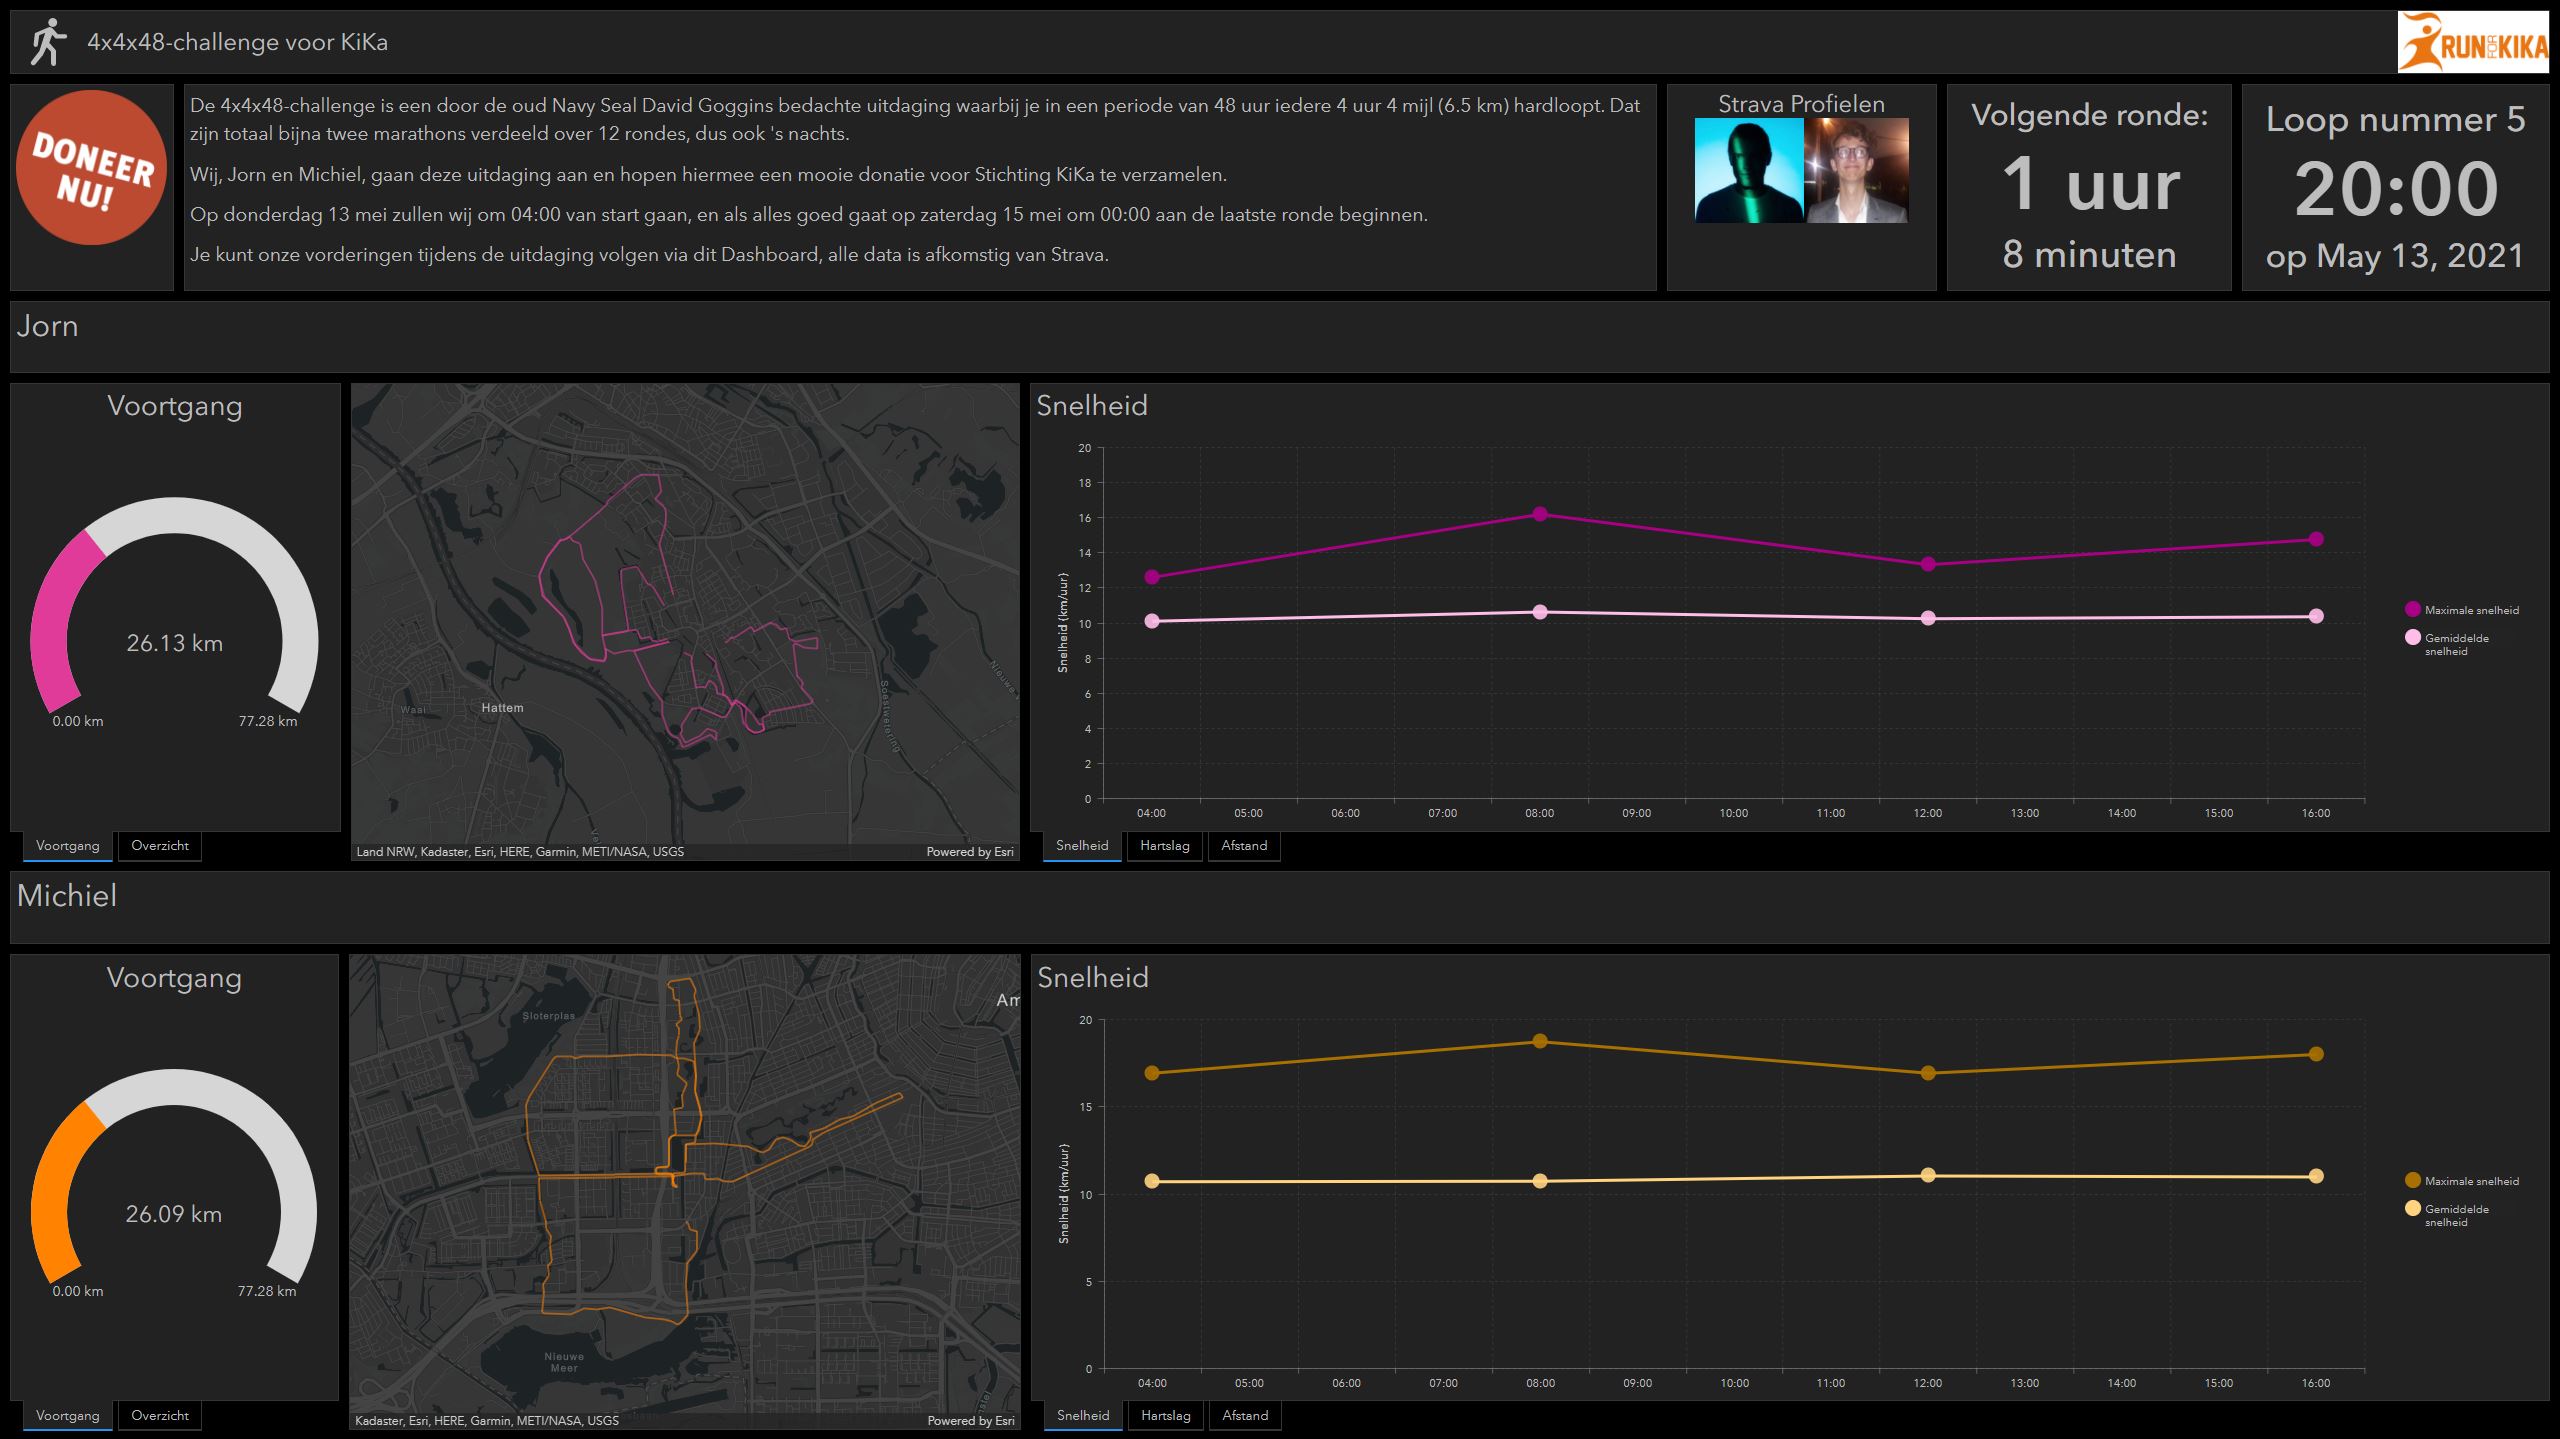 4x4x48-challenge voor KiKa
RUN FOR KIKA
DONEER
NU!
De 4x4x48-challenge is een door de oud Navy Seal David Goggins bedachte uitdaging waarbij je in een periode van 48 uur iedere 4 uur 4 mijl (6.5 km) hardloopt. Dat
zijn totaal bijna twee marathons verdeeld over 12 rondes, dus ook 's nachts.
Wij, Jorn en Michiel, gaan deze uitdaging aan en hopen hiermee een mooie donatie voor Stichting KiKa te verzamelen.
Op donderdag 13 mei zullen wij om 04:00 van start gaan, en als alles goed gaat op zaterdag 15 mei om 00:00 aan de laatste ronde beginnen.
Je kunt onze vorderingen tijdens de uitdaging volgen via dit Dashboard, alle data is afkomstig van Strava.
Strava Profielen
Volgende ronde:
1 uur
8 minuten
Loop nummer 5
20:00
op May 13, 2021
Jorn
Voortgang
26.13 km
0.00 km
77.28 km
Voortgang
Overzicht
Hattem
Waai
Soestwetering
Nieuwe
Land NRW, Kadaster, Esri, HERE, Garmin, METI/NASA, USGS
Powered by Esri
Snelheid
Snelheid (km/uur)
20
18
16
14
12
10
8
6
4
2
0
04:00 05:00 06:00 07:00 08:00 09:00 10:00 11:00 12:00 13:00 14:00 15:00 16:00
Maximale snelheid
Gemiddelde
snelheid
Snelheid
Hartslag
Afstand
Michiel
Voortgang
26.09 km
0.00 km
77.28 km
Voortgang
Overzicht
Am
Sloterplas
Nieuwe
Meer
Kadaster, Esri, HERE, Garmin, METI/NASA, USGS
Powered by Esri
Snelheid
Snelheid (km/uur)
20
15
10
5
0
04:00 05:00 06:00 07:00 08:00 09:00 10:00 11:00 12:00 13:00 14:00 15:00 16:00
Maximale snelheid
Gemiddelde
snelheid
Snelheid
Hartslag
Afstand